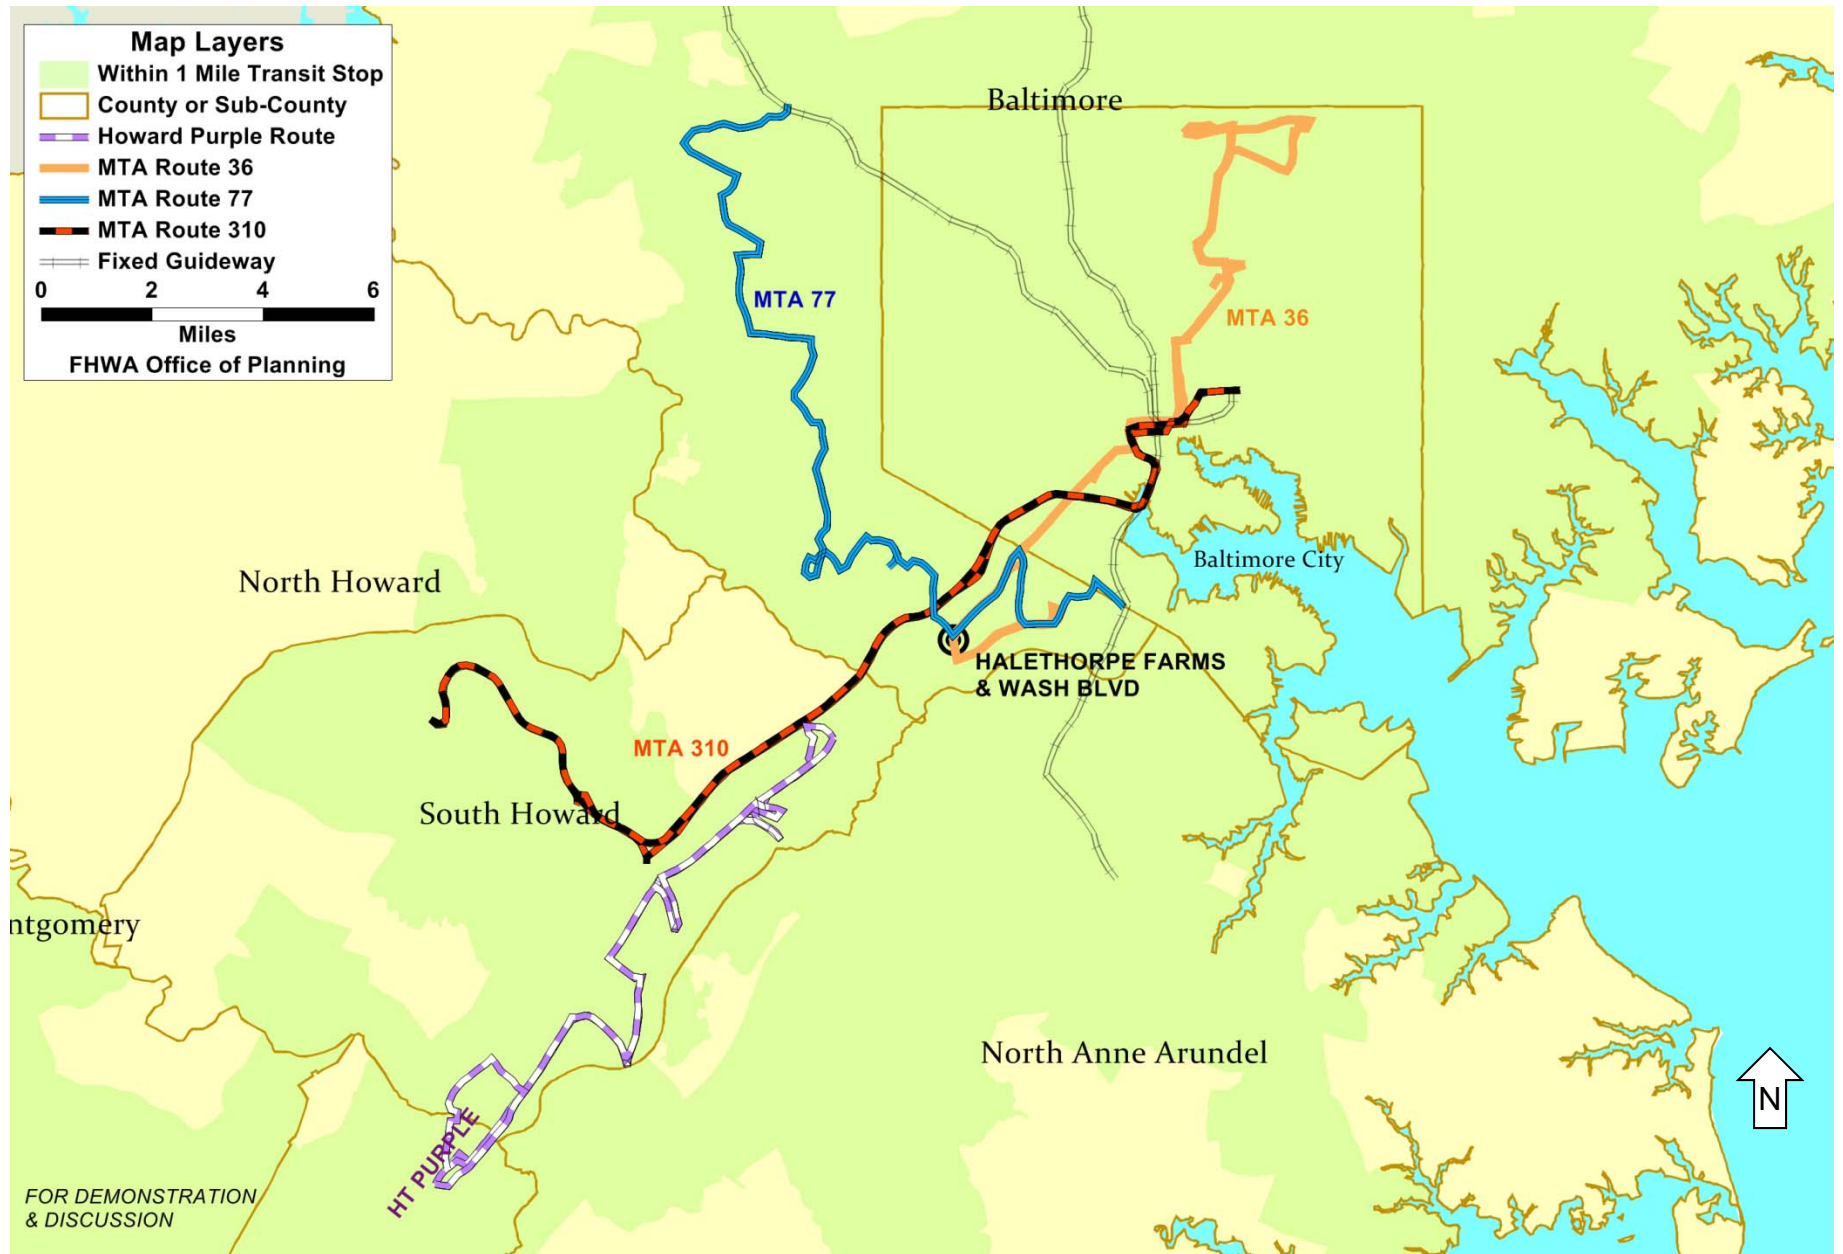 Map Layers
Within 1 Mile Transit Stop
County or Sub-County
Howard Purple Route
MTA Route 36
MTA Route 77
MTA Route 310
Fixed Guideway
0 2 4 6
Miles
FHWA Office of Planning
Baltimore
MTA 77
MTA 36
Baltimore City
North Howard
HALETHORPE FARMS
& WASH BLVD
MTA 310
South Howard
ntgomery
North Anne Arundel
N
HT PURPLE
FOR DEMONSTRATION
& DISCUSSION